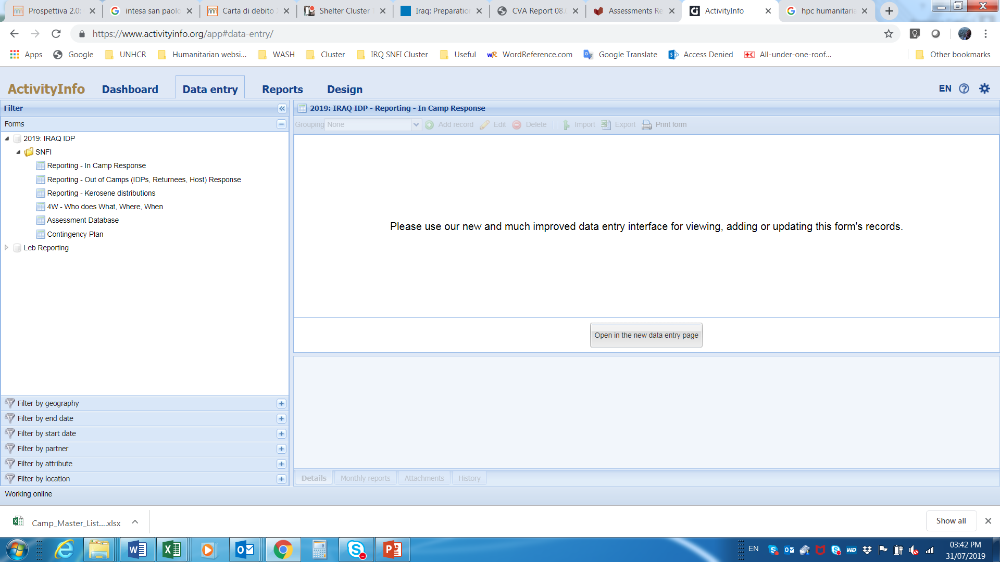 Prospettiva 2.0:
intesa san paolo
Carta di debito
Shelter Cluster
Iraq: Preparation
CVA Report 08.
Assessments Re
ActivityInfo
hpc humanitaria
https://www.activityinfo.org/app#data-entry/
Apps
Google
UNHCR
Humanitarian websi...
WASH
Cluster
IRQ SNFI Cluster
Useful
WordReference.com
Google Translate
Access Denied
All-under-one-roof...
Other bookmarks
ActivityInfo
Dashboard
Data entry
Reports
Design
EN
Filter
2019: IRAQ IDP - Reporting - In Camp Response
Forms
Grouping None
Add record
Edit
Delete
Import
Export
Print form
2019: IRAQ IDP
SNFI
Reporting - In Camp Response
Reporting - Out of Camps (IDPs, Returnees, Host) Response
Reporting - Kerosene distributions
4W - Who does What, Where, When
Assessment Database
Contingency Plan
Leb Reporting
Please use our new and much improved data entry interface for viewing, adding or updating this form's records.
Open in the new data entry page
Filter by geography
Filter by end date
Filter by start date
Filter by partner
Filter by attribute
Filter by location
Details
Monthly reports
Attachments
History
Working online
Camp_Master_List....xlsx
Show all
EN
03:42 PM
31/07/2019